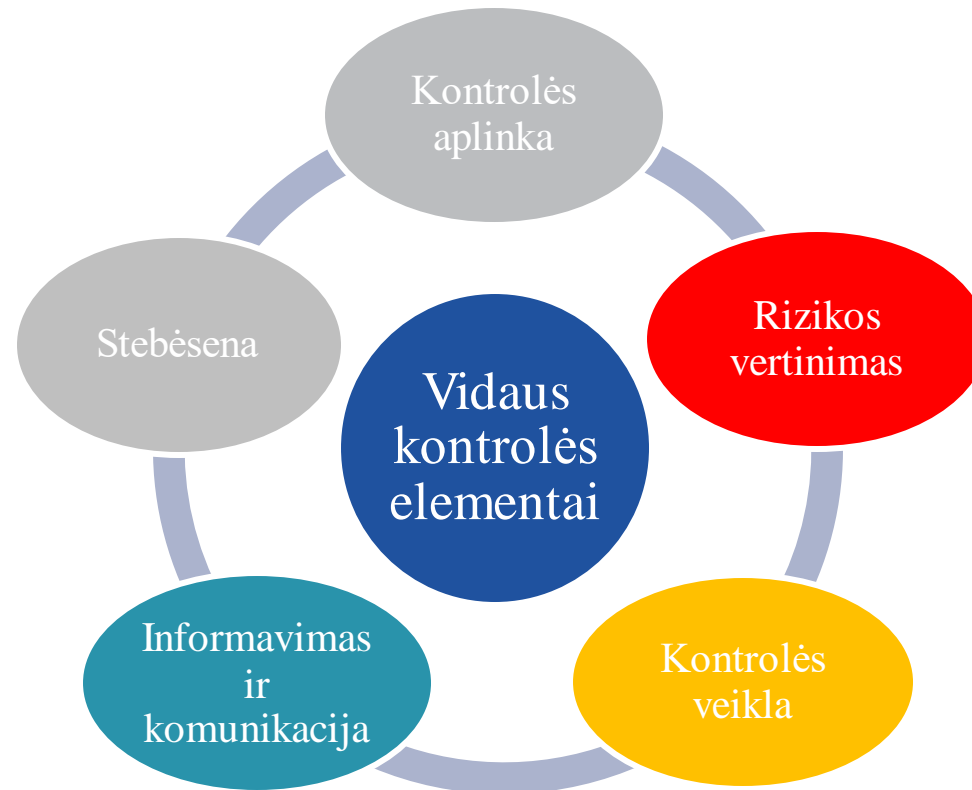 Kontrolės
aplinka
Rizikos
vertinimas
Stebėsena
Vidaus
kontrolės
elementai
Informavimas
ir
komunikacija
Kontrolės
veikla